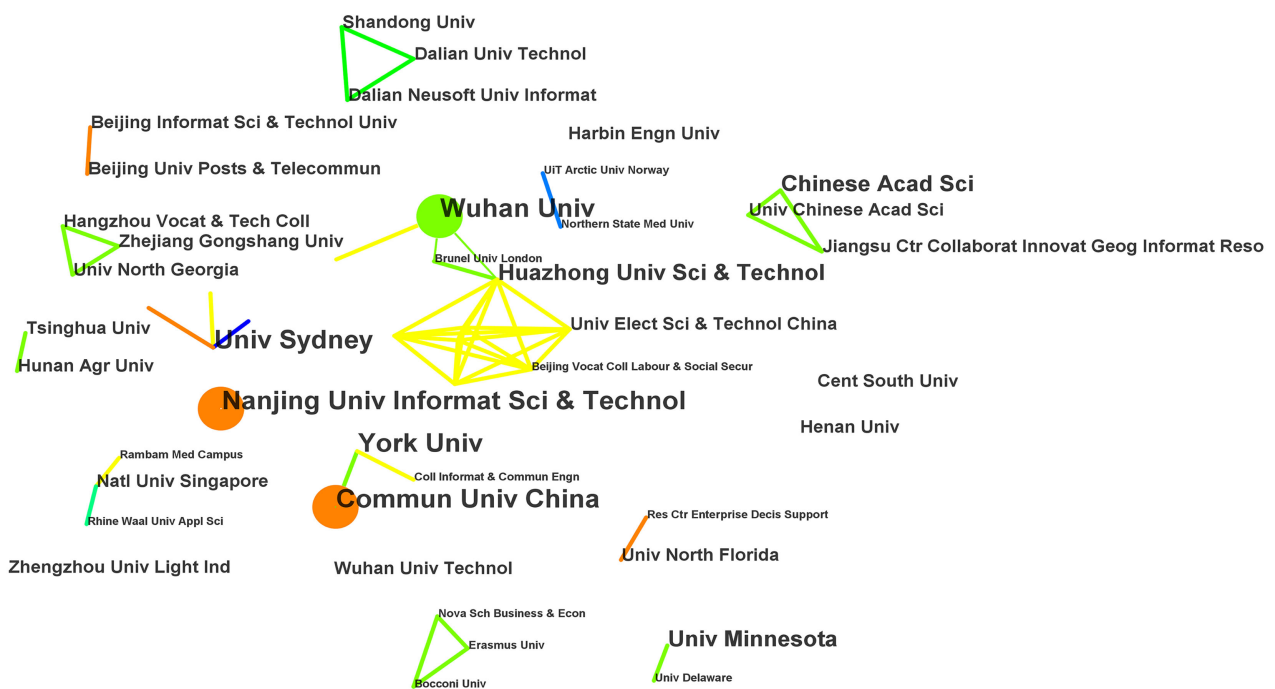 Shandong Univ
Dalian Univ Technol
Dalian Neusoft Univ Informat
Beijing Informat Sci & Technol Univ
Harbin Engn Univ
Beijing Univ Posts & Telecommun
UiT Arctic Univ Norway
Chinese Acad Sci
Wuhan Univ
Univ Chinese Acad Sci
Hangzhou Vocat & Tech Coll
Northern State Med Univ
Zhejiang Gongshang Univ
Jiangsu Ctr Collaborat Innovat Geog Informat Reso
Brunel Univ London
Univ North Georgia
Huazhong Univ Sci & Technol
Tsinghua Univ
Univ Elect Sci & Technol China
Univ Sydney
Hunan Agr Univ
Beijing Vocat Coll Labour & Social Secur
Cent South Univ
Nanjing Univ Informat Sci & Technol
Henan Univ
York Univ
Rambam Med Campus
Coll Informat & Commun Engn
Natl Univ Singapore
Commun Univ China
Res Ctr Enterprise Decis Support
Rhine Waal Univ Appl Sci
Univ North Florida
Zhengzhou Univ Light Ind
Wuhan Univ Technol
Nova Sch Business & Econ
Univ Minnesota
Erasmus Univ
Univ Delaware
Bocconi Univ